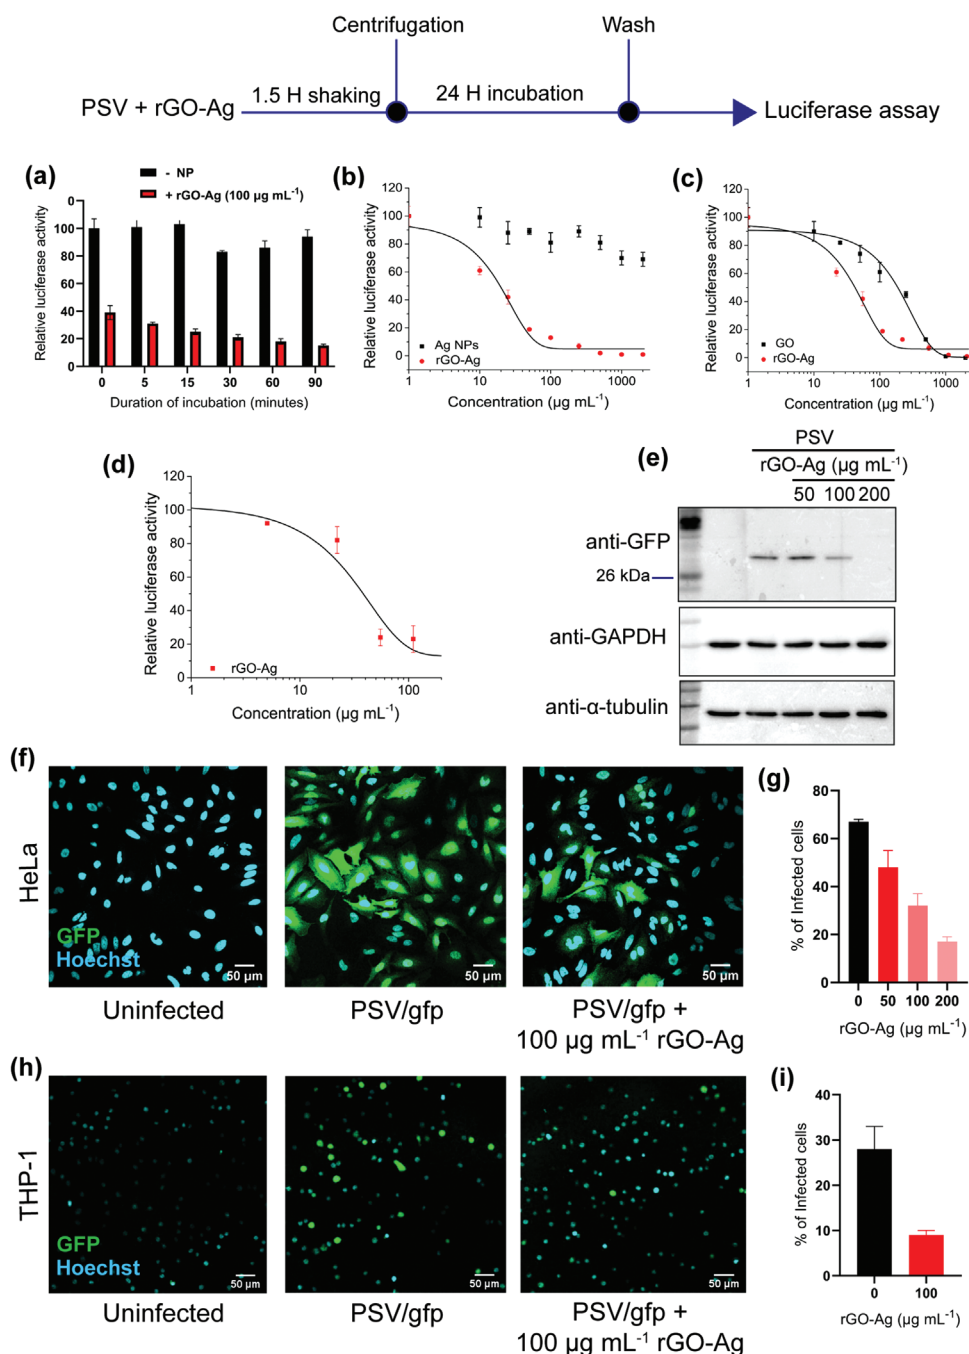 Centrifugation
Wash
PSV + rGO-Ag
1.5 H shaking
24 H incubation
Luciferase assay
(a)
- NP
+ rGO-Ag (100 µg mL⁻¹)
Relative luciferase activity
0
100
80
60
40
20
0
0 5 15 30 60 90
Duration of incubation (minutes)
(b)
Relative luciferase activity
120
100
80
60
40
20
0
Ag NPs
rGO-Ag
1 10 100 1000
Concentration (µg mL⁻¹)
(c)
Relative luciferase activity
120
100
80
60
40
20
0
GO
rGO-Ag
1 10 100 1000
Concentration (µg mL⁻¹)
(d)
Relative luciferase activity
120
100
80
60
40
20
0
rGO-Ag
1 10 100
Concentration (µg mL⁻¹)
(e)
PSV
rGO-Ag (µg mL⁻¹)
50 100 200
anti-GFP
26 kDa
anti-GAPDH
anti-α-tubulin
(f)
HeLa
GFP
Hoechst
50 µm
50 µm
50 µm
Uninfected
PSV/gfp
PSV/gfp +
100 µg mL⁻¹ rGO-Ag
(g)
% of Infected cells
80
60
40
20
0
0 50 100 200
rGO-Ag (µg mL⁻¹)
(h)
THP-1
GFP
Hoechst
50 µm
50 µm
50 µm
Uninfected
PSV/gfp
PSV/gfp +
100 µg mL⁻¹ rGO-Ag
(i)
% of Infected cells
40
30
20
10
0
0 100
rGO-Ag (µg mL⁻¹)